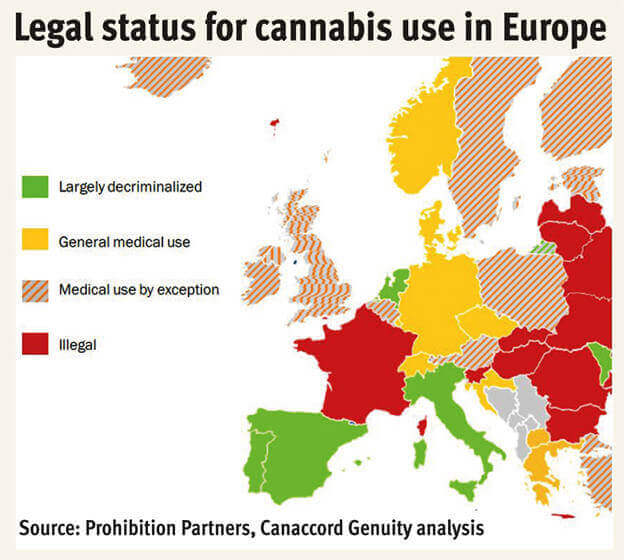 Legal status for cannabis use in Europe
Largely decriminalized
General medical use
Medical use by exception
Illegal
Source: Prohibition Partners, Canaccord Genuity analysis